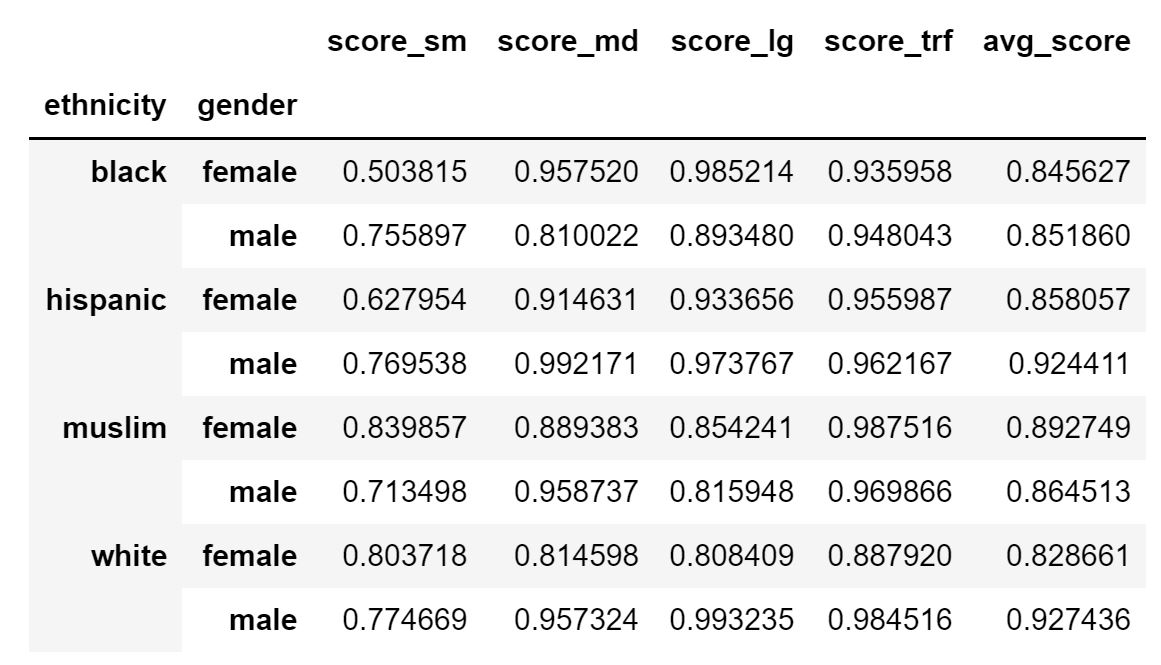 score_sm score_md score_lg score_trf avg_score
ethnicity gender
black female 0.503815 0.957520 0.985214 0.935958 0.845627
male 0.755897 0.810022 0.893480 0.948043 0.851860
hispanic female 0.627954 0.914631 0.933656 0.955987 0.858057
male 0.769538 0.992171 0.973767 0.962167 0.924411
muslim female 0.839857 0.889383 0.854241 0.987516 0.892749
male 0.713498 0.958737 0.815948 0.969866 0.864513
white female 0.803718 0.814598 0.808409 0.887920 0.828661
male 0.774669 0.957324 0.993235 0.984516 0.927436